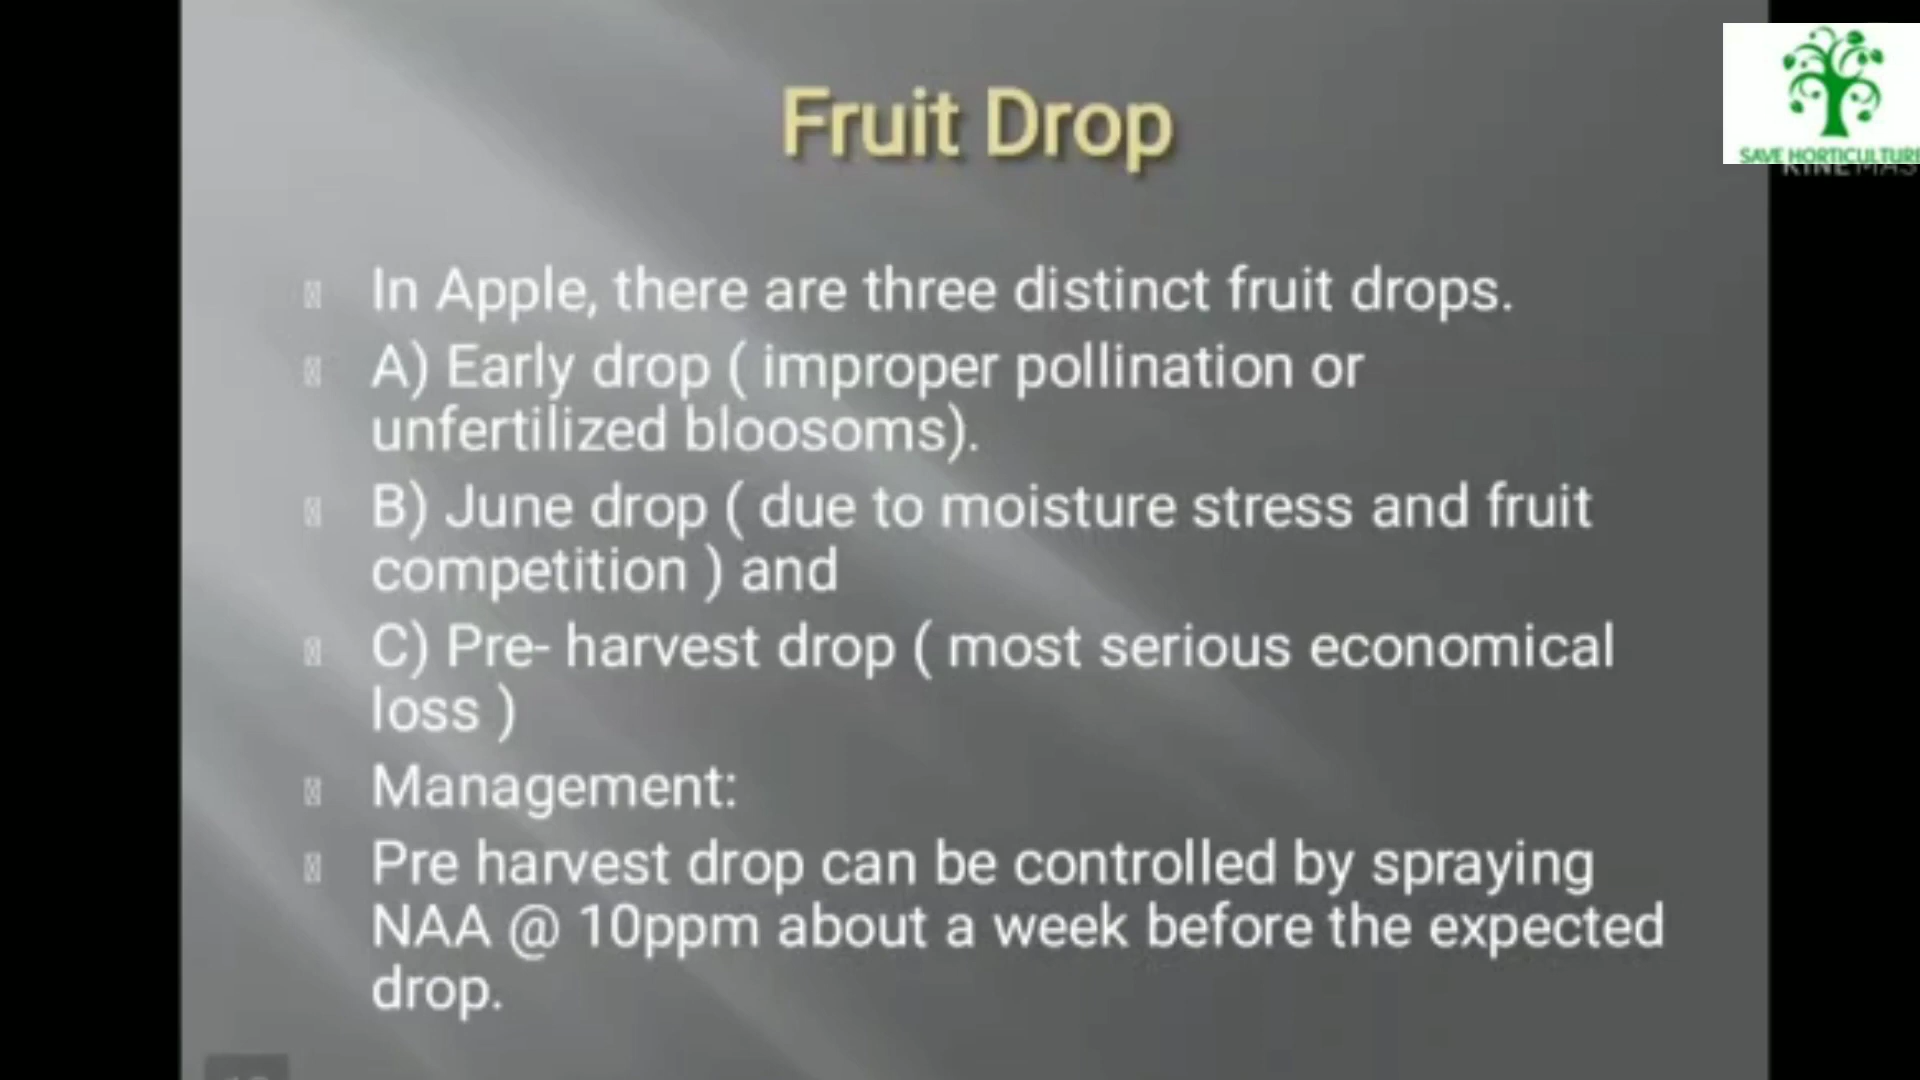 Fruit Drop
SAVE HORTICULTURE
In Apple, there are three distinct fruit drops.
A) Early drop ( improper pollination or
unfertilized bloosoms).
B) June drop ( due to moisture stress and fruit
competition ) and
C) Pre- harvest drop ( most serious economical
loss )
Management:
Pre harvest drop can be controlled by spraying
NAA @ 10ppm about a week before the expected
drop.